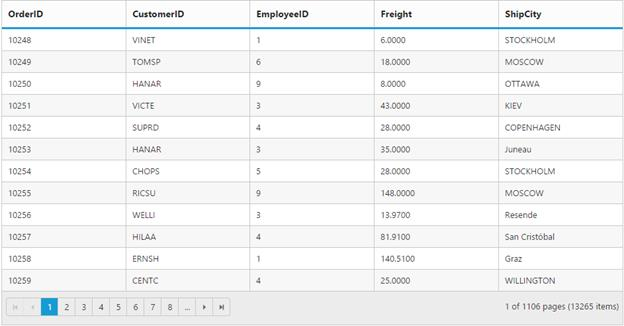 OrderID CustomerID EmployeeID Freight ShipCity
10248 VINET 1 6.0000 STOCKHOLM
10249 TOMSP 6 18.0000 MOSCOW
10250 HANAR 9 8.0000 OTTAWA
10251 VICTE 3 43.0000 KIEV
10252 SUPRD 4 28.0000 COPENHAGEN
10253 HANAR 3 35.0000 Juneau
10254 CHOPS 5 28.0000 STOCKHOLM
10255 RICSU 9 148.0000 MOSCOW
10256 WELLI 3 13.9700 Resende
10257 HILAA 4 81.9100 San Cristóbal
10258 ERNSH 1 140.5100 Graz
10259 CENTC 4 25.0000 WILLINGTON
1 2 3 4 5 6 7 8 ... 1 of 1106 pages (13265 items)